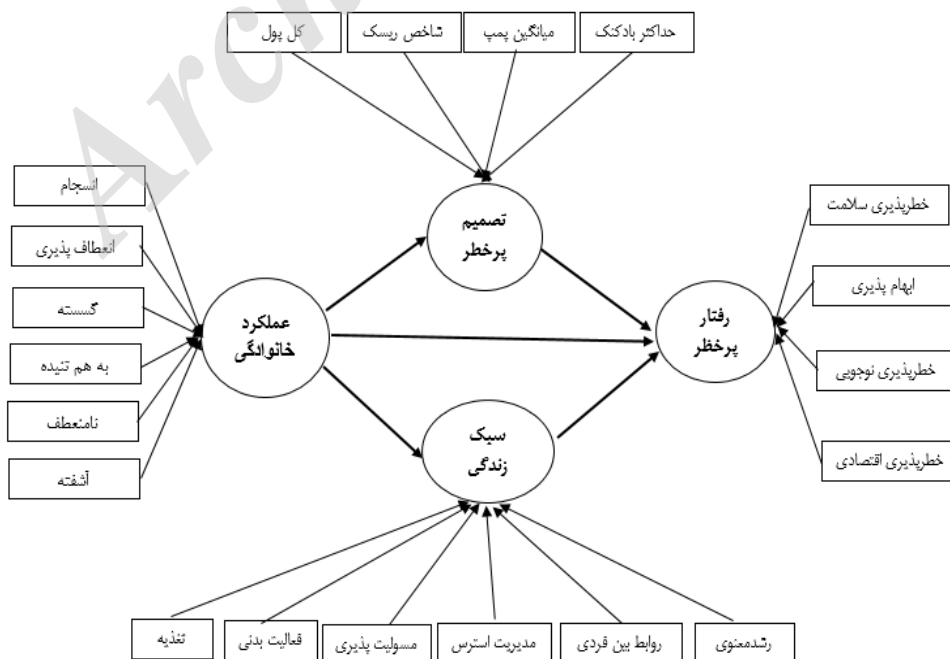 حداکثر بادکنک
میانگین پمپ
شاخص ریسک
کل پول
Arch
انسجام
انعطاف پذیری
گسسته
به هم تنیده
نامنعطف
آشفته
تصمیم
پرخطر
عملکرد
خانوادگی
رفتار
پرخظر
سبک
زندگی
خطرپذیری سلامت
ابهام پذیری
خطرپذیری نوجویی
خطرپذیری اقتصادی
رشدمعنوی
روابط بین فردی
مدیریت استرس
مسولیت پذیری
فعالیت بدنی
تغذیه